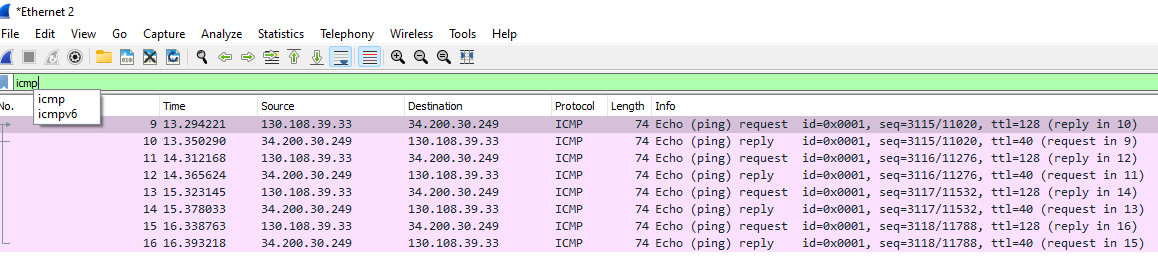 *Ethernet 2
File Edit View Go Capture Analyze Statistics Telephony Wireless Tools Help
icmp
icmp
icmpv6
No. Time Source Destination Protocol Length Info
9 13.294221 130.108.39.33 34.200.30.249 ICMP 74 Echo (ping) request id=0x0001, seq=3115/11020, ttl=128 (reply in 10)
10 13.350290 34.200.30.249 130.108.39.33 ICMP 74 Echo (ping) reply id=0x0001, seq=3115/11020, ttl=40 (request in 9)
11 14.312168 130.108.39.33 34.200.30.249 ICMP 74 Echo (ping) request id=0x0001, seq=3116/11276, ttl=128 (reply in 12)
12 14.365624 34.200.30.249 130.108.39.33 ICMP 74 Echo (ping) reply id=0x0001, seq=3116/11276, ttl=40 (request in 11)
13 15.323145 130.108.39.33 34.200.30.249 ICMP 74 Echo (ping) request id=0x0001, seq=3117/11532, ttl=128 (reply in 14)
14 15.378033 34.200.30.249 130.108.39.33 ICMP 74 Echo (ping) reply id=0x0001, seq=3117/11532, ttl=40 (request in 13)
15 16.338763 130.108.39.33 34.200.30.249 ICMP 74 Echo (ping) request id=0x0001, seq=3118/11788, ttl=128 (reply in 16)
16 16.393218 34.200.30.249 130.108.39.33 ICMP 74 Echo (ping) reply id=0x0001, seq=3118/11788, ttl=40 (request in 15)